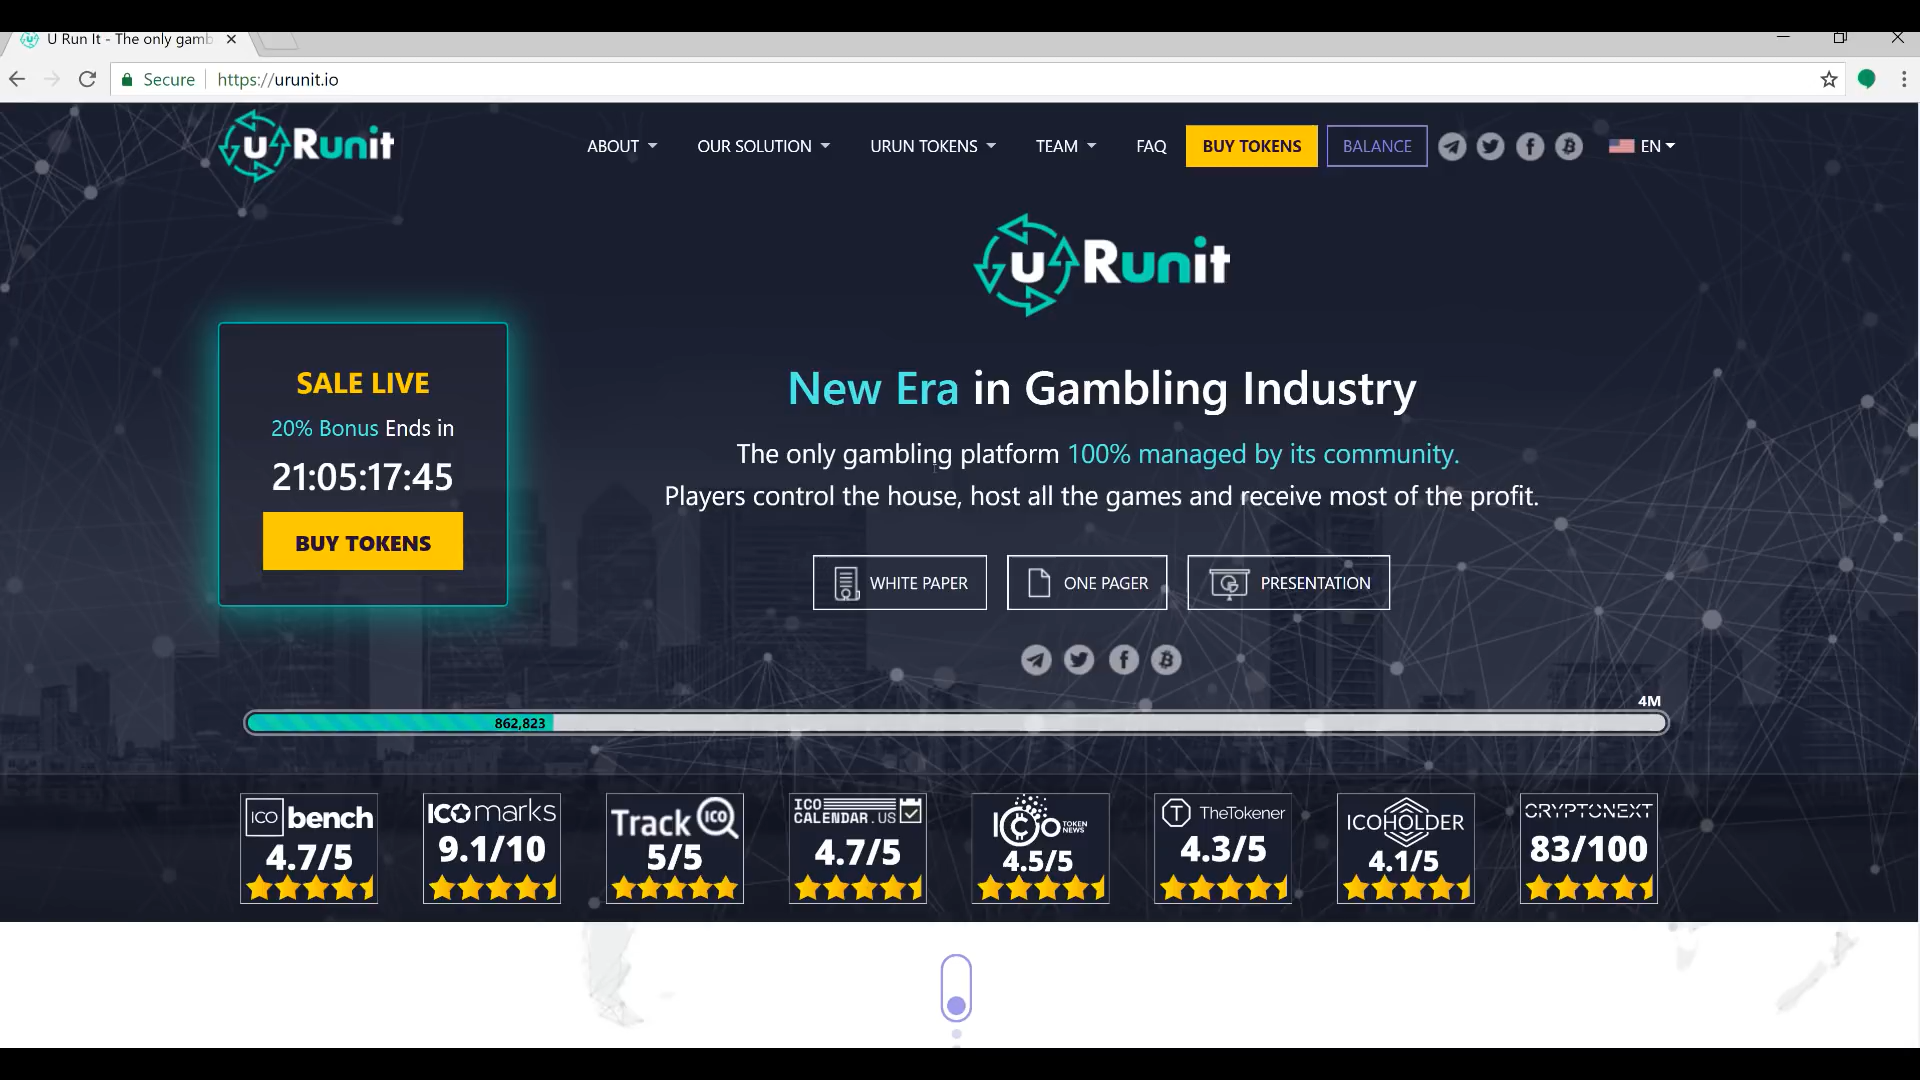 U Run It - The only gamb
Secure https://urunit.io
U Runit
ABOUT OUR SOLUTION URUN TOKENS TEAM FAQ BUY TOKENS BALANCE EN
U Runit
SALE LIVE
20% Bonus Ends in
21:05:17:45
BUY TOKENS
New Era in Gambling Industry
The only gambling platform 100% managed by its community.
Players control the house, host all the games and receive most of the profit.
WHITE PAPER ONE PAGER PRESENTATION
4M
862,823
ICO bench
4.7/5
ICOmarks
9.1/10
Track ICO
5/5
ICO CALENDAR.US
4.7/5
ICO TOKEN NEWS
4.5/5
T TheTokener
4.3/5
ICOHOLDER
4.1/5
CRYPTONEXT
83/100